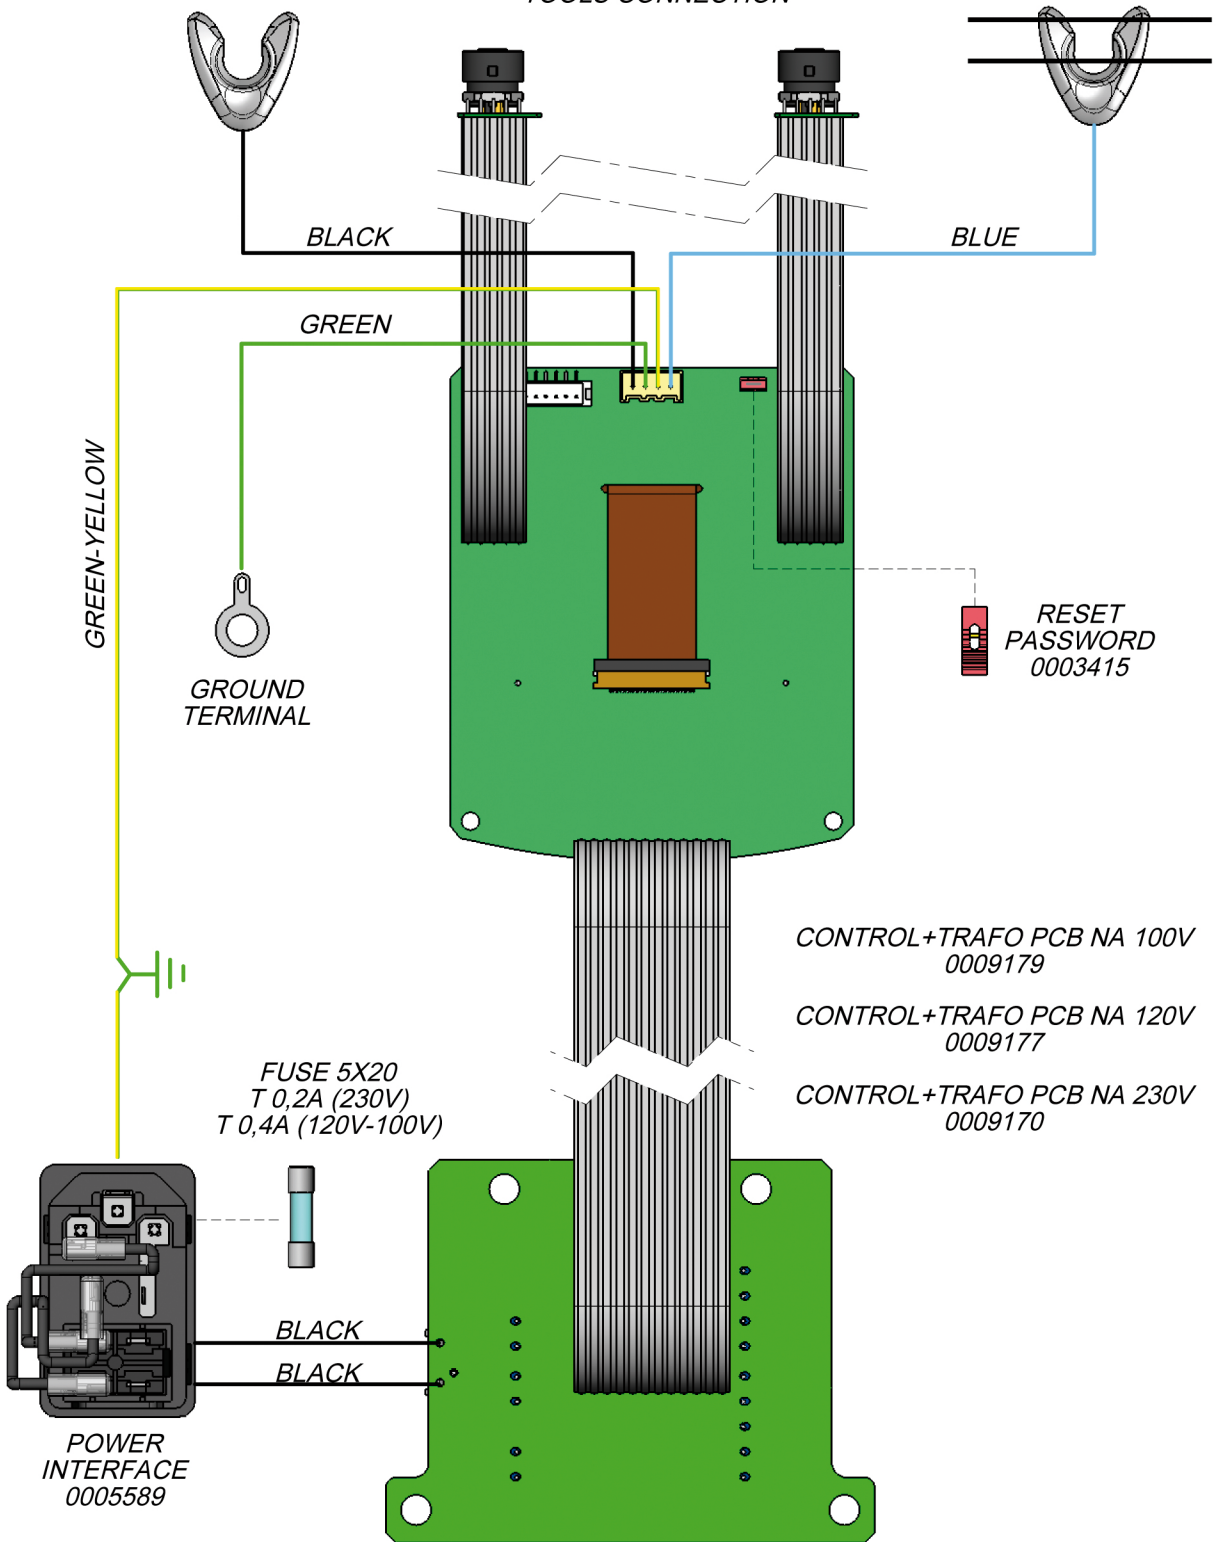 TOOLS CONNECTION
BLACK
BLUE
GREEN
GREEN-YELLOW
GROUND
TERMINAL
RESET
PASSWORD
0003415
CONTROL+TRAFO PCB NA 100V
0009179
CONTROL+TRAFO PCB NA 120V
0009177
CONTROL+TRAFO PCB NA 230V
0009170
FUSE 5X20
T 0,2A (230V)
T 0,4A (120V-100V)
BLACK
BLACK
POWER
INTERFACE
0005589